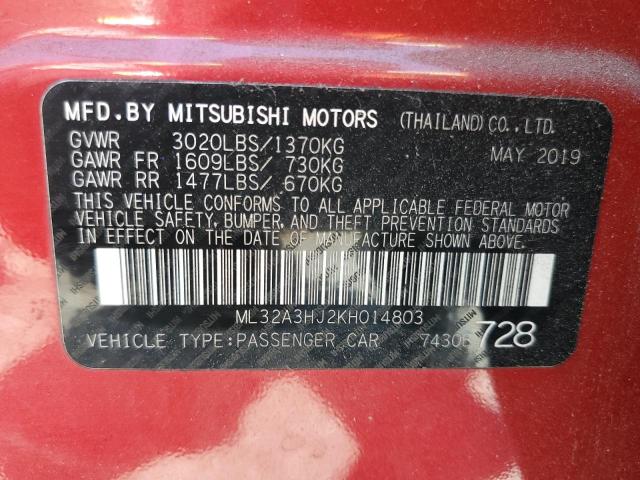 MFD.BY MITSUBISHI MOTORS (THAILAND) CO.,LTD.
GVWR 3020LBS/1370KG MAY 2019
GAWR FR 1609LBS/ 730KG
GAWR RR 1477LBS/ 670KG
THIS VEHICLE CONFORMS TO ALL APPLICABLE FEDERAL MOTOR
VEHICLE SAFETY, BUMPER, AND THEFT PREVENTION STANDARDS
IN EFFECT ON THE DATE OF MANUFACTURE SHOWN ABOVE.
ML32A3HJ2KH014803
VEHICLE TYPE:PASSENGER CAR 74306 728